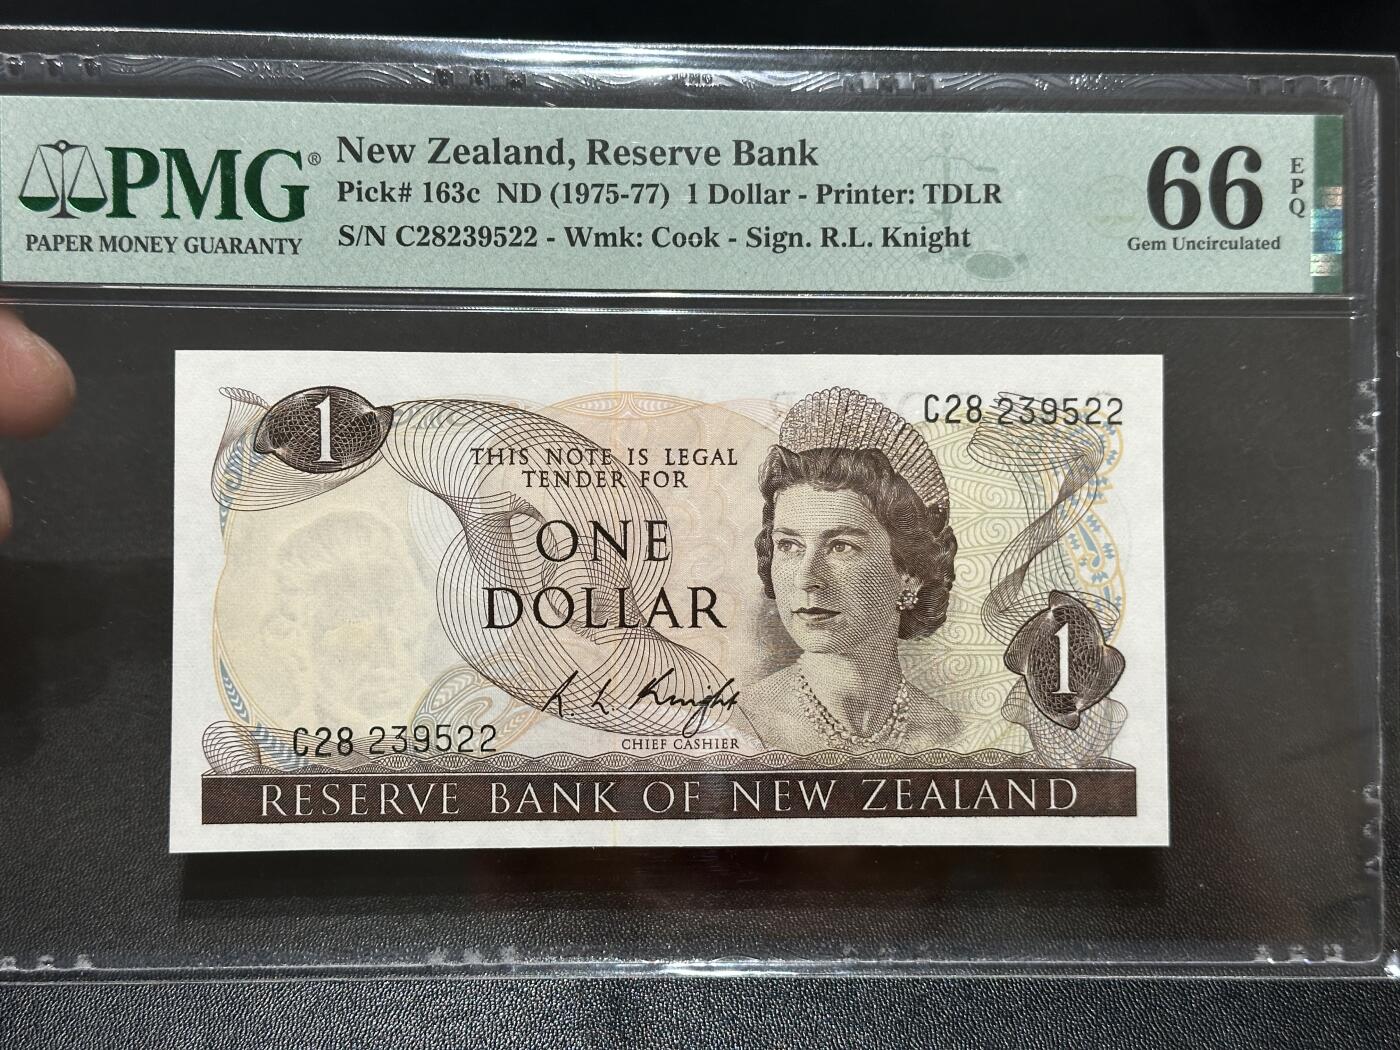 PMG®
PAPER MONEY GUARANTY
New Zealand, Reserve Bank
Pick# 163c ND (1975-77) 1 Dollar - Printer: TDLR
S/N C28239522 - Wmk: Cook - Sign. R.L. Knight
66
EPQ
Gem Uncirculated
1
C28 239522
THIS NOTE IS LEGAL
TENDER FOR
ONE
DOLLAR
R L. Knight
CHIEF CASHIER
1
C28 239522
RESERVE BANK OF NEW ZEALAND